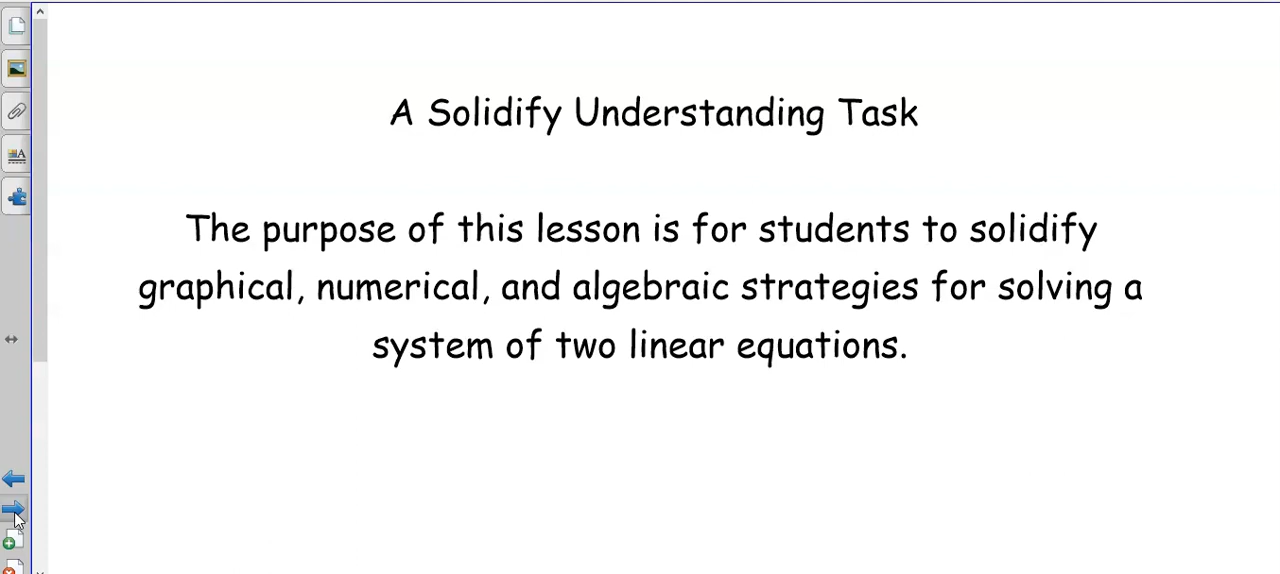 A Solidify Understanding Task
The purpose of this lesson is for students to solidify
graphical, numerical, and algebraic strategies for solving a
system of two linear equations.